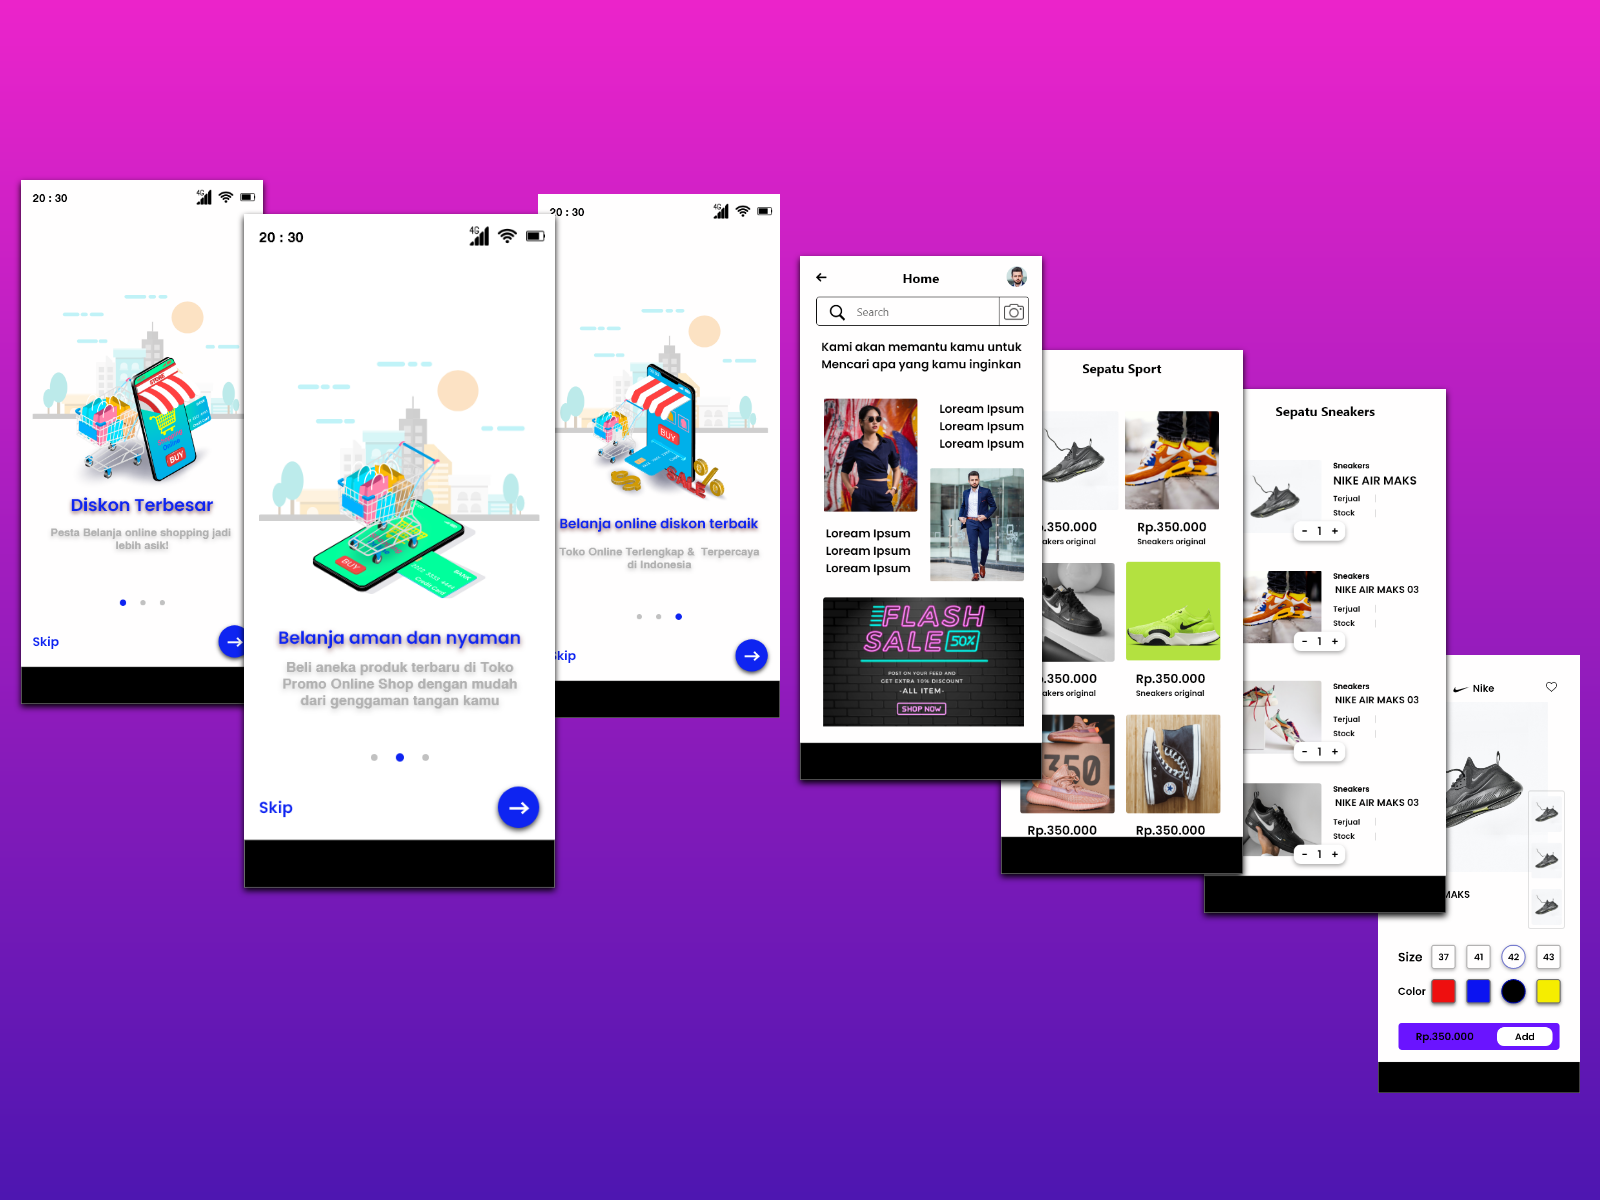 20 : 30
4G
Diskon Terbesar
Pesta Belanja online shopping jadi
lebih asik!
Skip
BUY
20 : 30
4G
BUY
Belanja aman dan nyaman
Beli aneka produk terbaru di Toko
Promo Online Shop dengan mudah
dari genggaman tangan kamu
Skip
20 : 30
4G
BUY
SALE
%
$
Belanja online diskon terbaik
Toko Online Terlengkap & Terpercaya
di Indonesia
kip
Home
Search
Kami akan memantu kamu untuk
Mencari apa yang kamu inginkan
Loream Ipsum
Loream Ipsum
Loream Ipsum
Loream Ipsum
Loream Ipsum
Loream Ipsum
FLASH
SALE 50%
POST ON YOUR FEED AND
GET EXTRA 10% DISCOUNT
-ALL ITEM-
SHOP NOW
Sepatu Sport
.350.000
akers original
Rp.350.000
Sneakers original
.350.000
akers original
Rp.350.000
Sneakers original
350
Rp.350.000
Rp.350.000
Sepatu Sneakers
Sneakers
NIKE AIR MAKS
Terjual
Stock
- 1 +
Sneakers
NIKE AIR MAKS 03
Terjual
Stock
- 1 +
Sneakers
NIKE AIR MAKS 03
Terjual
Stock
- 1 +
Sneakers
NIKE AIR MAKS 03
Terjual
Stock
- 1 +
Nike
MAKS
Size 37 41 42 43
Color
Rp.350.000 Add